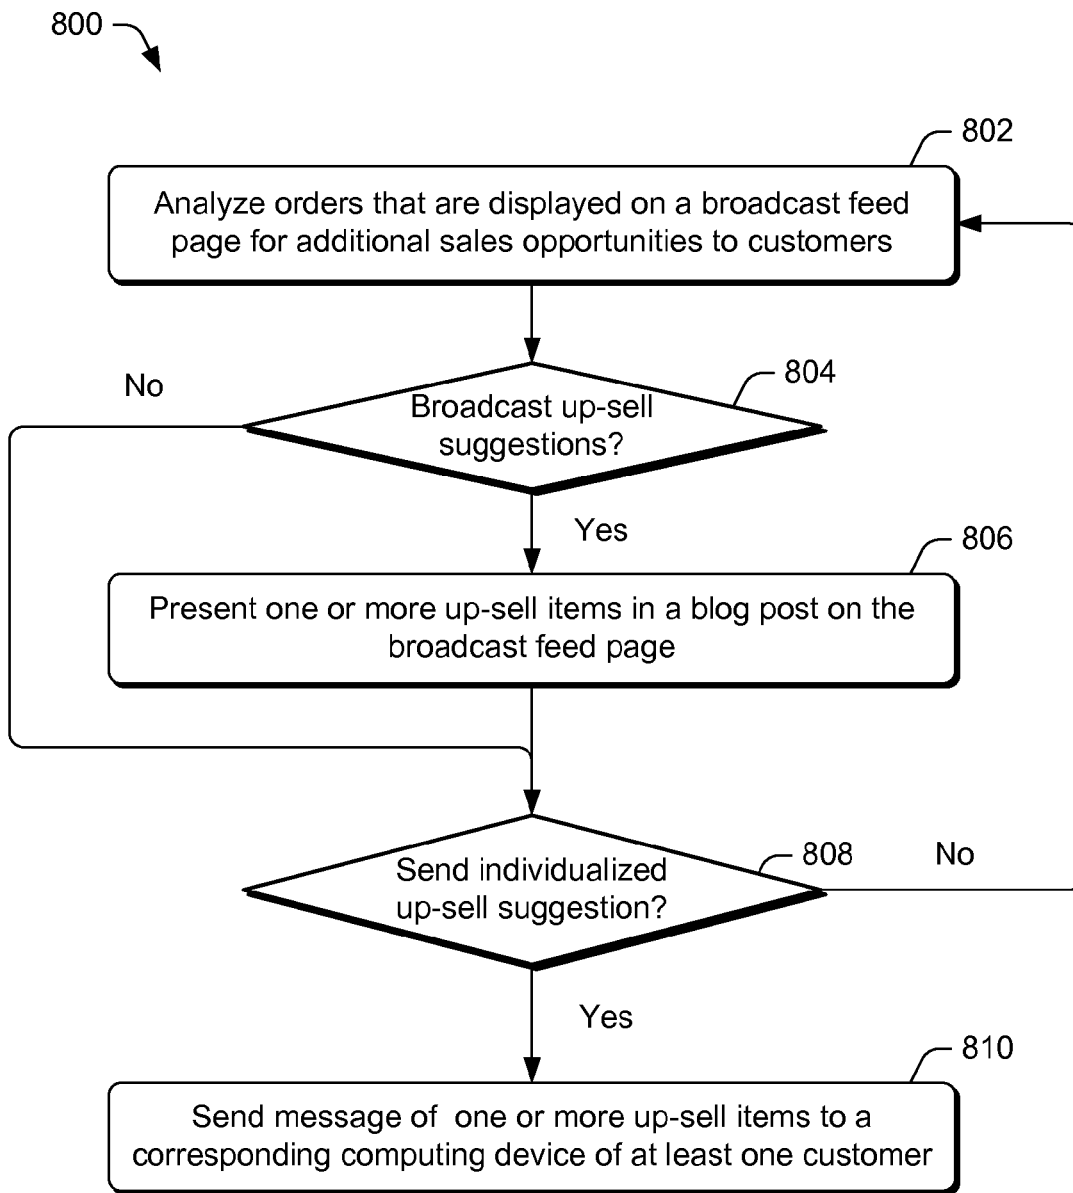 800
802
Analyze orders that are displayed on a broadcast feed
page for additional sales opportunities to customers
No
804
Broadcast up-sell
suggestions?
Yes
806
Present one or more up-sell items in a blog post on the
broadcast feed page
808
No
Send individualized
up-sell suggestion?
Yes
810
Send message of one or more up-sell items to a
corresponding computing device of at least one customer